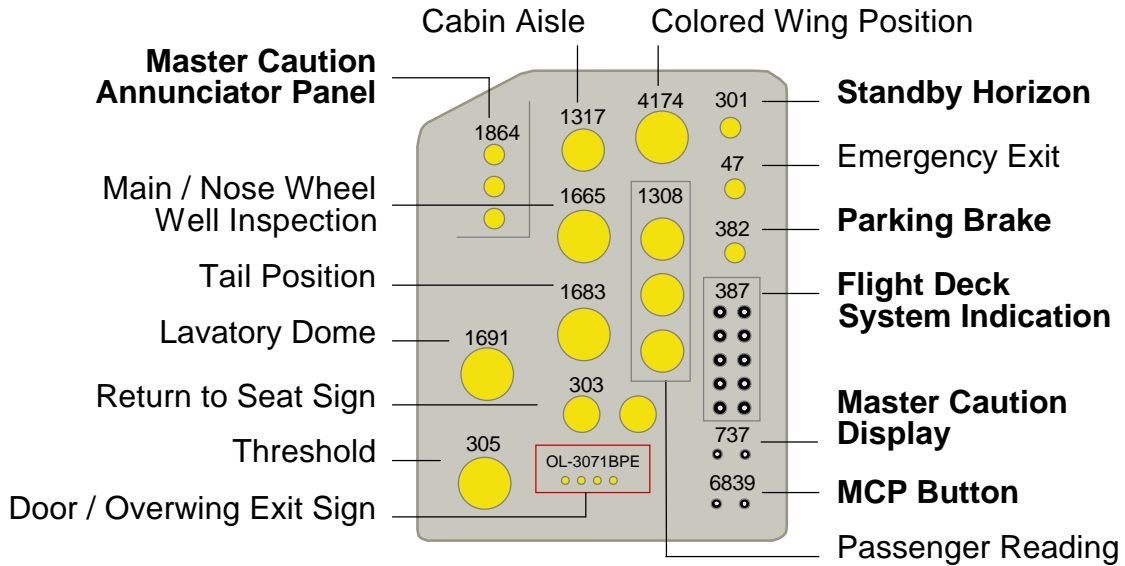 Cabin Aisle
Colored Wing Position
Master Caution
Annunciator Panel
Standby Horizon
1864
1317
4174
301
Emergency Exit
47
Main / Nose Wheel
Well Inspection
1665
1308
382
Parking Brake
Tail Position
1683
387
Flight Deck
System Indication
Lavatory Dome
1691
Return to Seat Sign
303
Master Caution
Display
737
Threshold
305
OL-3071BPE
6839
MCP Button
Door / Overwing Exit Sign
Passenger Reading